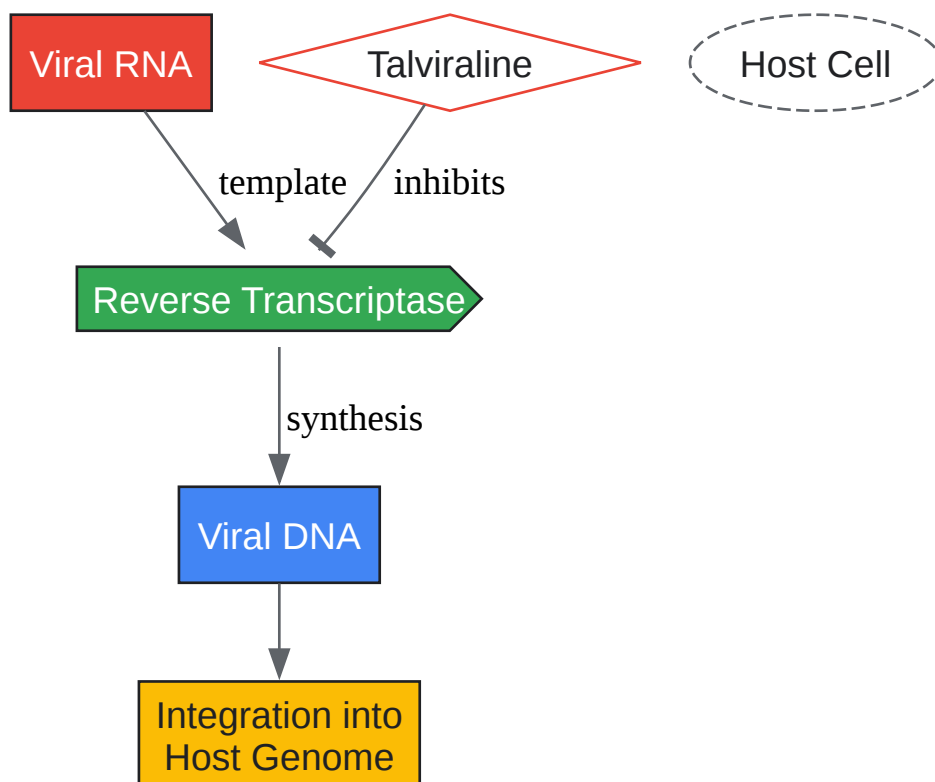 Viral RNA
Talviraline
Host Cell
template
inhibits
Reverse Transcriptase
synthesis
Viral DNA
Integration into
Host Genome